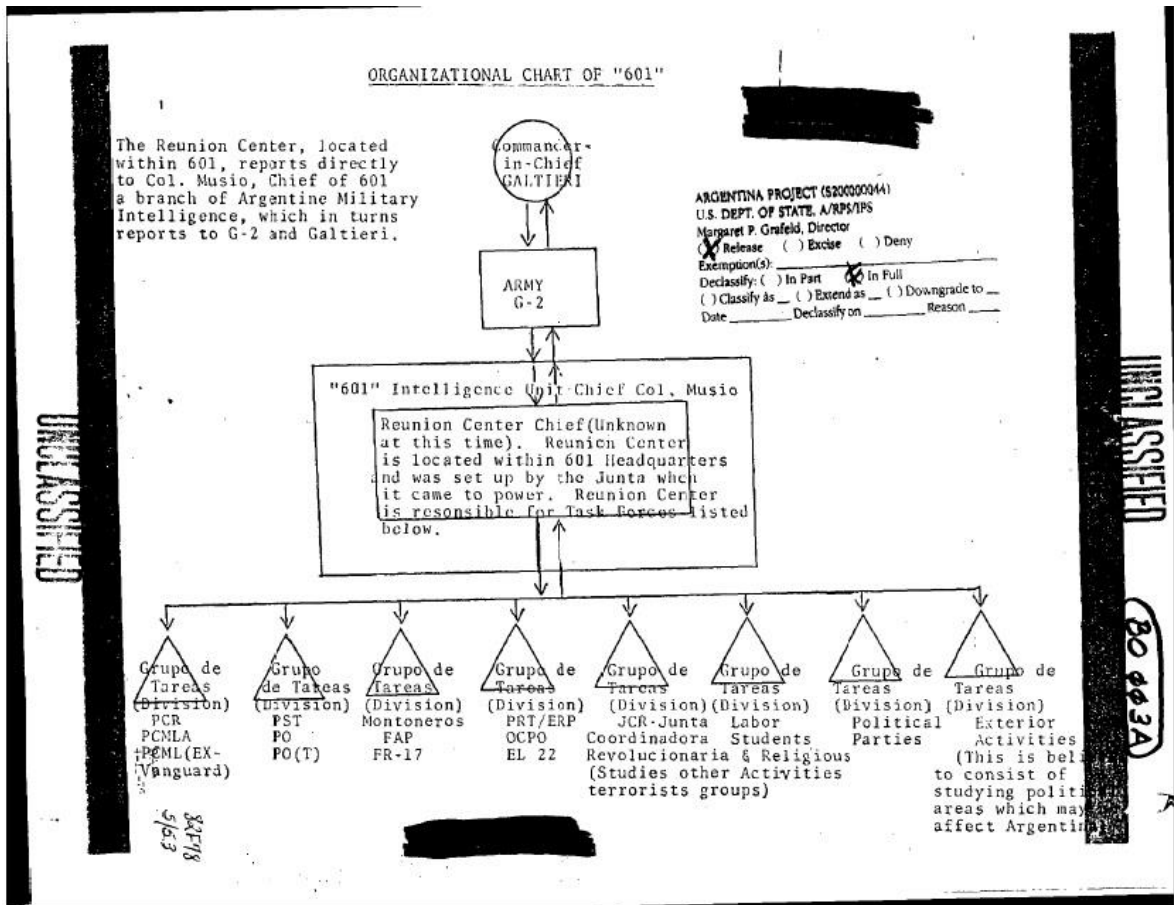 ORGANIZATIONAL CHART OF "601"
The Reunion Center, located
within 601, reports directly
to Col. Musio, Chief of 601
a branch of Argentine Military
Intelligence, which in turns
reports to G-2 and Galtieri.
Commander-
in-Chief
GALTIERI
ARGENTINA PROJECT (S200000044)
U.S. DEPT. OF STATE, A/RPS/IPS
Margaret P. Grafeld, Director
(X) Release ( ) Excise ( ) Deny
Exemption(s):
Declassify: ( ) In Part (X) In Full
( ) Classify as __ ( ) Extend as __ ( ) Downgrade to __
Date ______ Declassify on ______ Reason ____
ARMY
G-2
"601" Intelligence Unit-Chief Col. Musio
Reunion Center Chief(Unknown
at this time). Reunion Center
is located within 601 Headquarters
and was set up by the Junta when
it came to power. Reunion Center
is resonsible for Task Forces listed
below.
UNCLASSIFIED
UNCLASSIFIED
80 003A
Grupo de
Tareas
(Division)
PCR
PCMLA
PCML(EX-
Vanguard)
Grupo
de Tareas
(Division)
PST
PO
PO(T)
Grupo de
Tareas
(Division)
Montoneros
FAP
FR-17
Grupo de
Tareas
(Division)
PRT/ERP
OCPO
EL 22
Grupo de
Tareas
(Division)
JCR-Junta
Coordinadora
Revolucionaria
(Studies other
terrorists groups)
Grupo de
Tareas
(Division)
Labor
Students
& Religious
Activities
Grupo de
Tareas
(Division)
Political
Parties
Grupo de
Tareas
(Division)
Exterior
Activities
(This is beli
to consist of
studying politi
areas which may
affect Argentina